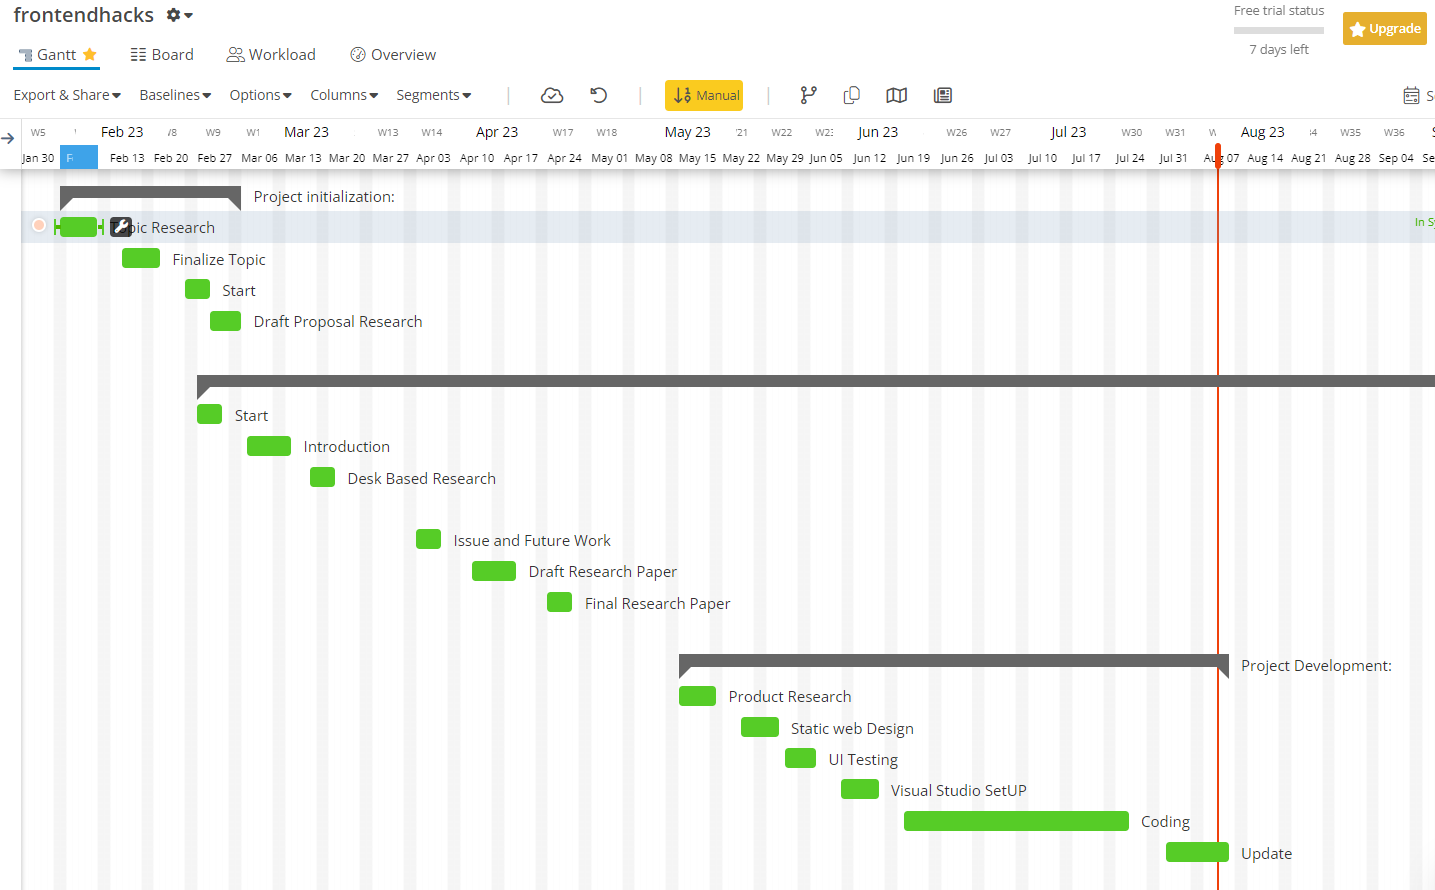 frontendhacks
Free trial status
7 days left
Upgrade
Gantt Board Workload Overview
Export & Share Baselines Options Columns Segments Manual
W5 Feb 23 W9 Mar 23 W13 W14 Apr 23 W17 W18 May 23 W22 Jun 23 W26 W27 Jul 23 W30 W31 Aug 23 W35 W36
Jan 30 Feb 13 Feb 20 Feb 27 Mar 06 Mar 13 Mar 20 Mar 27 Apr 03 Apr 10 Apr 17 Apr 24 May 01 May 08 May 15 May 22 May 29 Jun 05 Jun 12 Jun 19 Jun 26 Jul 03 Jul 10 Jul 17 Jul 24 Jul 31 Aug 07 Aug 14 Aug 21 Aug 28 Sep 04
Project initialization:
Topic Research In Sy
Finalize Topic
Start
Draft Proposal Research
Start
Introduction
Desk Based Research
Issue and Future Work
Draft Research Paper
Final Research Paper
Project Development:
Product Research
Static web Design
UI Testing
Visual Studio SetUP
Coding
Update